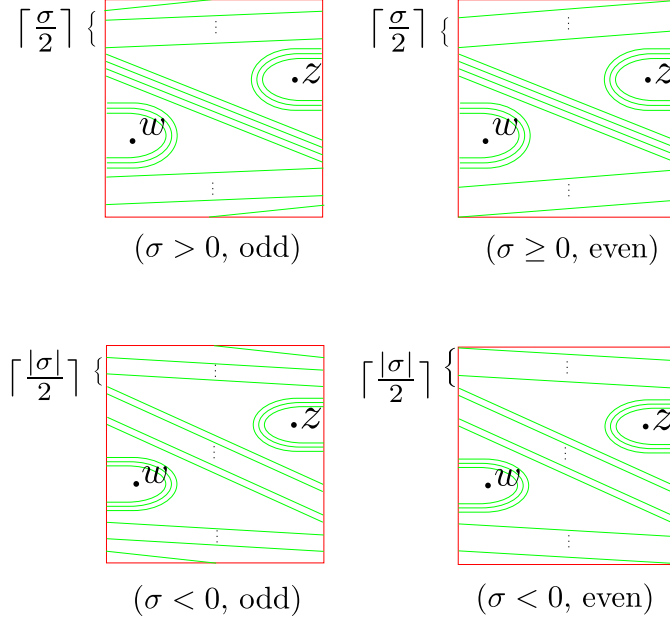 ⌈σ/2⌉ { ⋮ z w ⋮
(σ > 0, odd)
⌈σ/2⌉ { ⋮ z w ⋮
(σ ≥ 0, even)
⌈|σ|/2⌉ { ⋮ z ⋮ w ⋮
(σ < 0, odd)
⌈|σ|/2⌉ { ⋮ z ⋮ w ⋮
(σ < 0, even)